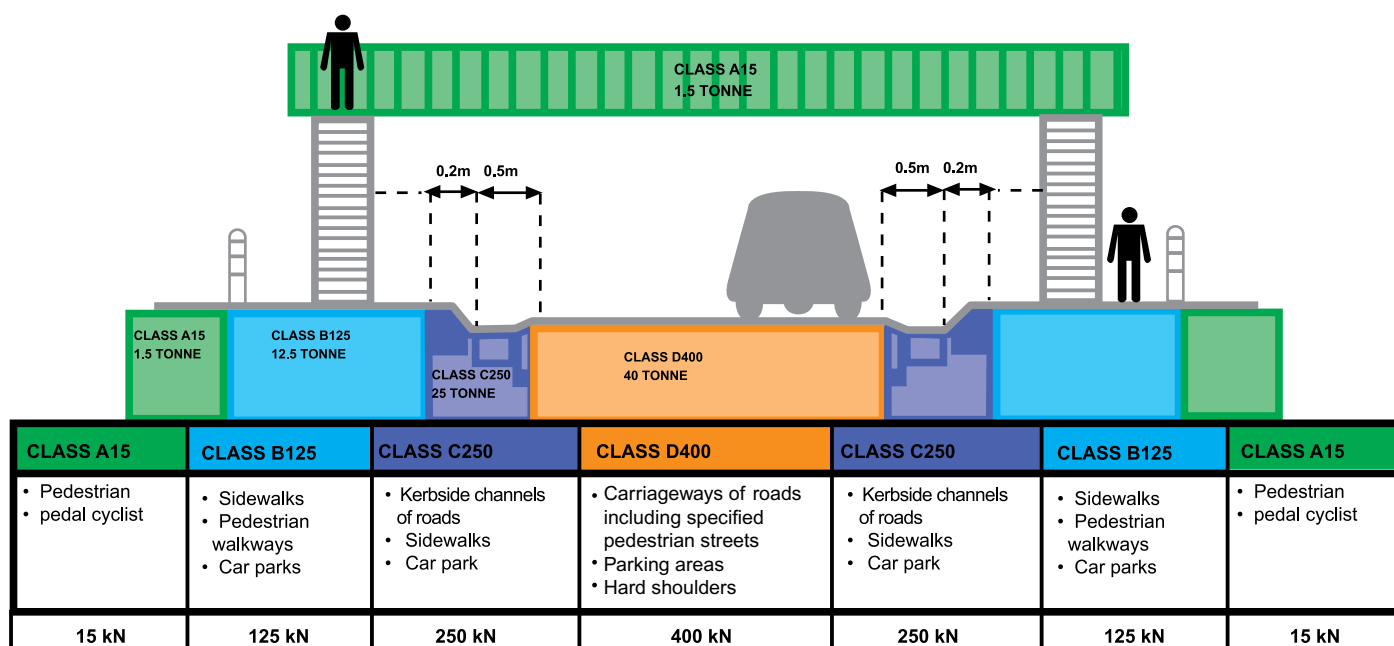 CLASS A15
1.5 TONNE
0.2m
0.5m
0.5m
0.2m
CLASS A15
1.5 TONNE
CLASS B125
12.5 TONNE
CLASS C250
25 TONNE
CLASS D400
40 TONNE
CLASS A15
CLASS B125
CLASS C250
CLASS D400
CLASS C250
CLASS B125
CLASS A15
• Pedestrian
• pedal cyclist
• Sidewalks
• Pedestrian
walkways
• Car parks
• Kerbside channels
of roads
• Sidewalks
• Car park
• Carriageways of roads
including specified
pedestrian streets
• Parking areas
• Hard shoulders
• Kerbside channels
of roads
• Sidewalks
• Car park
• Sidewalks
• Pedestrian
walkways
• Car parks
• Pedestrian
• pedal cyclist
15 kN
125 kN
250 kN
400 kN
250 kN
125 kN
15 kN